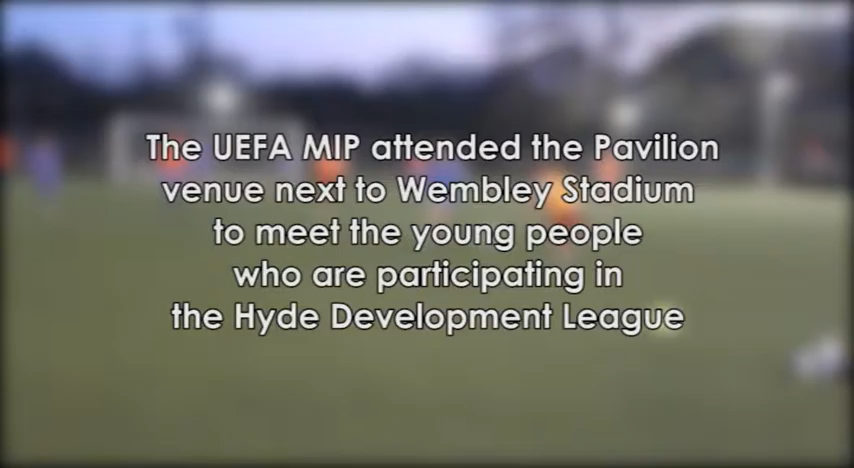 The UEFA MIP attended the Pavilion
venue next to Wembley Stadium
to meet the young people
who are participating in
the Hyde Development League